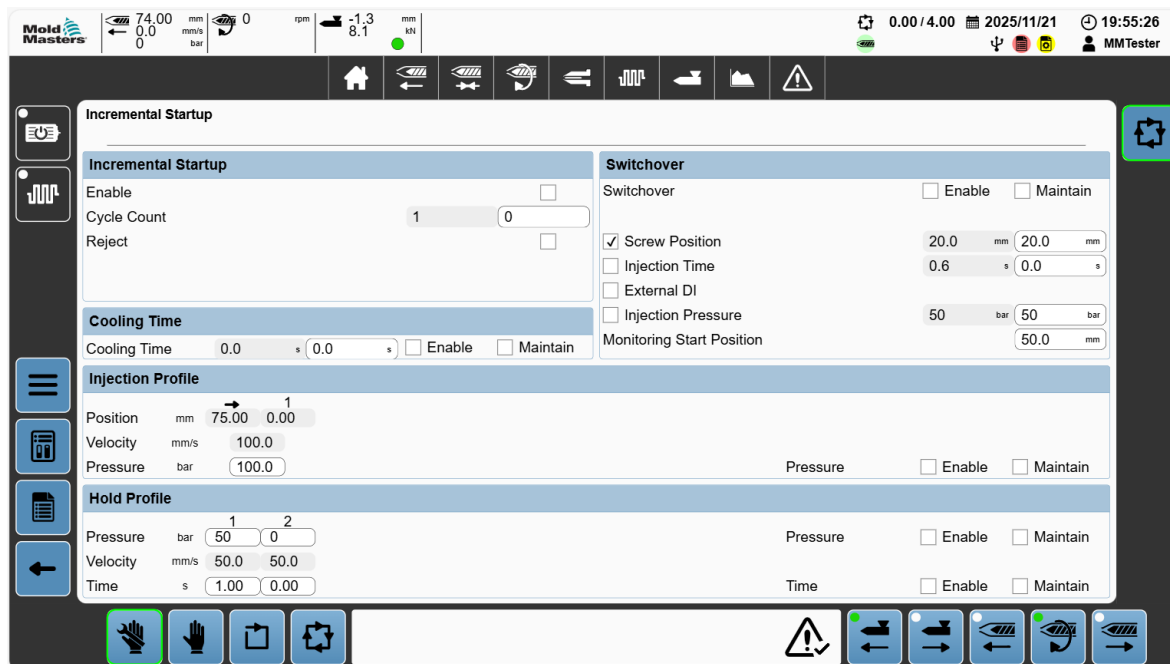 Mold Masters
74.00 mm
0.0 mm/s
0 bar
0 rpm
-1.3 mm
8.1 kN
0.00 / 4.00 2025/11/21 19:55:26
MMTester
Incremental Startup
Incremental Startup
Enable
Cycle Count 1 0
Reject
Switchover
Switchover Enable Maintain
Screw Position 20.0 mm 20.0 mm
Injection Time 0.6 s 0.0 s
External DI
Injection Pressure 50 bar 50 bar
Monitoring Start Position 50.0 mm
Cooling Time
Cooling Time 0.0 s 0.0 s Enable Maintain
Injection Profile
1
Position mm 75.00 0.00
Velocity mm/s 100.0
Pressure bar 100.0 Pressure Enable Maintain
Hold Profile
1 2
Pressure bar 50 0 Pressure Enable Maintain
Velocity mm/s 50.0 50.0
Time s 1.00 0.00 Time Enable Maintain